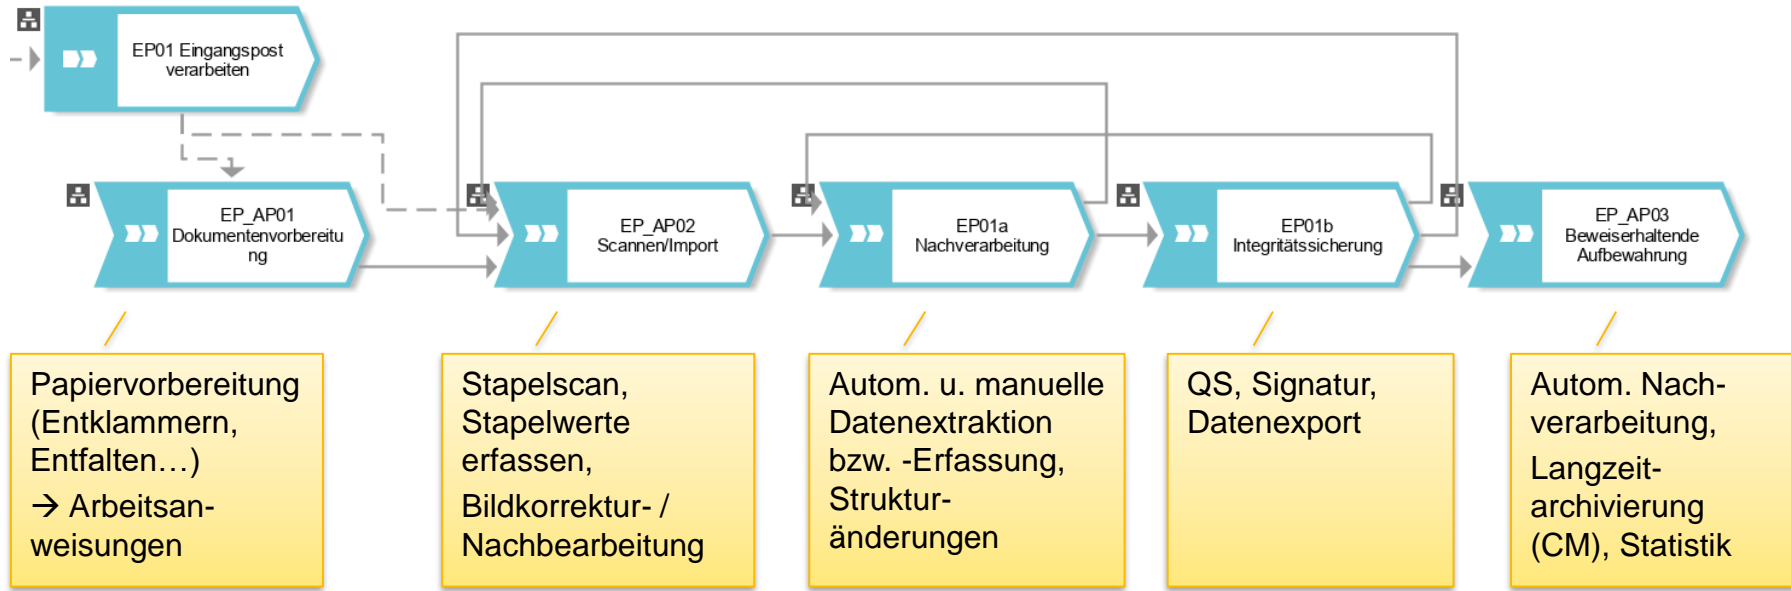 EP01 Eingangspost
verarbeiten
EP_AP01
Dokumentenvorbereitu
ng
EP_AP02
Scannen/Import
EP01a
Nachverarbeitung
EP01b
Integritätssicherung
EP_AP03
Beweiserhaltende
Aufbewahrung
Papiervorbereitung
(Entklammern,
Entfalten…)
→ Arbeitsan-
weisungen
Stapelscan,
Stapelwerte
erfassen,
Bildkorrektur- /
Nachbearbeitung
Autom. u. manuelle
Datenextraktion
bzw. -Erfassung,
Struktur-
änderungen
QS, Signatur,
Datenexport
Autom. Nach-
verarbeitung,
Langzeit-
archivierung
(CM), Statistik